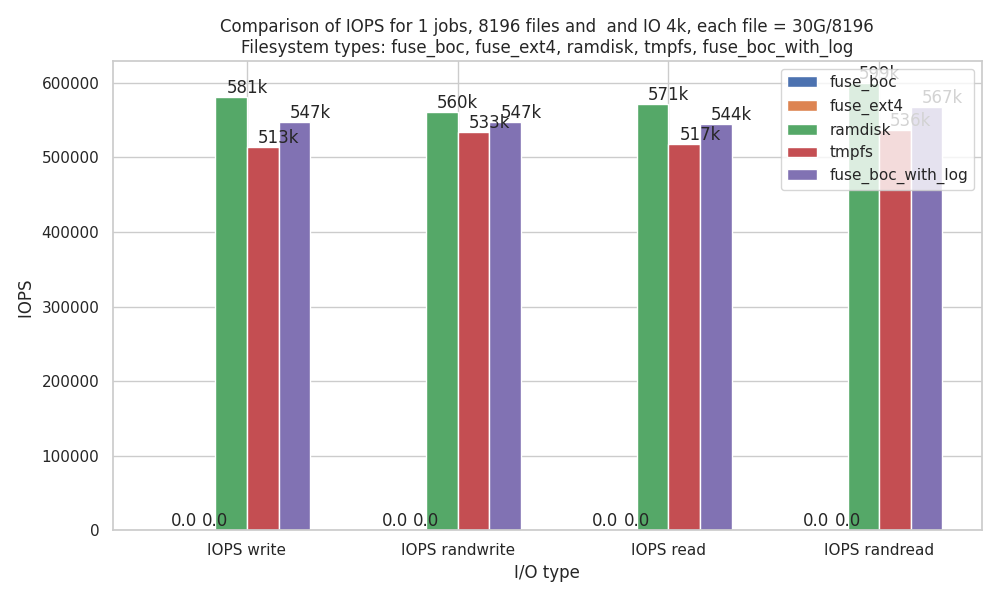 Comparison of IOPS for 1 jobs, 8196 files and  and IO 4k, each file = 30G/8196
Filesystem types: fuse_boc, fuse_ext4, ramdisk, tmpfs, fuse_boc_with_log
IOPS
600000
500000
400000
300000
200000
100000
0
0.0 0.0 581k 513k 547k
0.0 0.0 560k 533k 547k
0.0 0.0 571k 517k 544k
0.0 0.0 599k 536k 567k
fuse_boc
fuse_ext4
ramdisk
tmpfs
fuse_boc_with_log
IOPS write IOPS randwrite IOPS read IOPS randread
I/O type